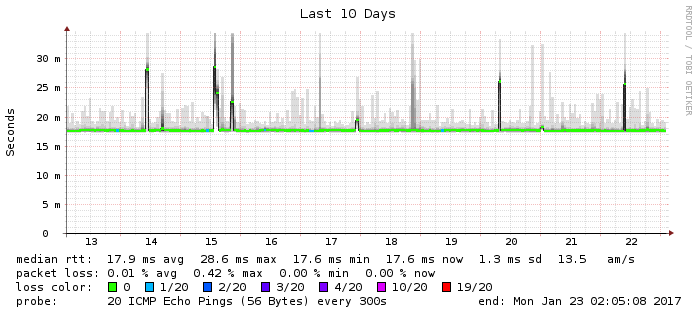 Last 10 Days
RRDTOOL / TOBI OETIKER
Seconds
30 m
25 m
20 m
15 m
10 m
5 m
0
13 14 15 16 17 18 19 20 21 22
median rtt: 17.9 ms avg 28.6 ms max 17.6 ms min 17.6 ms now 1.3 ms sd 13.5 am/s
packet loss: 0.01 % avg 0.42 % max 0.00 % min 0.00 % now
loss color: 0 1/20 2/20 3/20 4/20 10/20 19/20
probe: 20 ICMP Echo Pings (56 Bytes) every 300s end: Mon Jan 23 02:05:08 2017